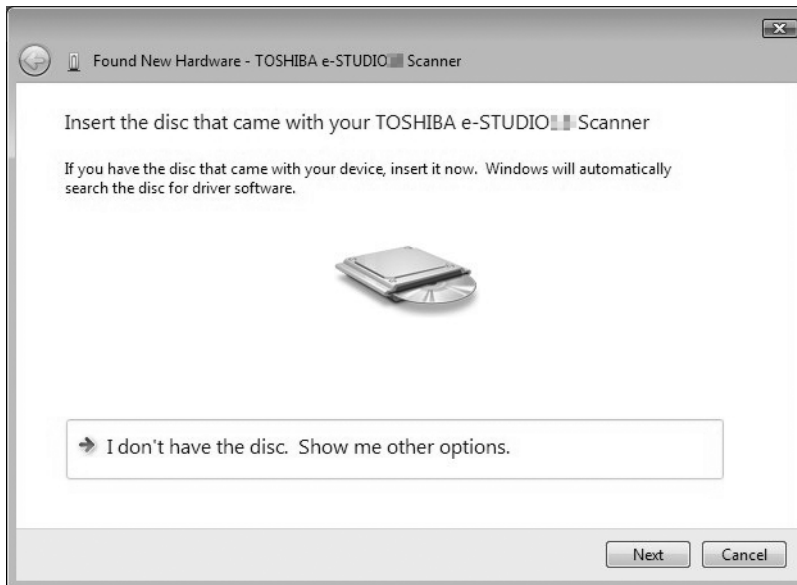 Found New Hardware - TOSHIBA e-STUDIO Scanner
Insert the disc that came with your TOSHIBA e-STUDIO Scanner
If you have the disc that came with your device, insert it now.  Windows will automatically
search the disc for driver software.
I don't have the disc.  Show me other options.
Next
Cancel